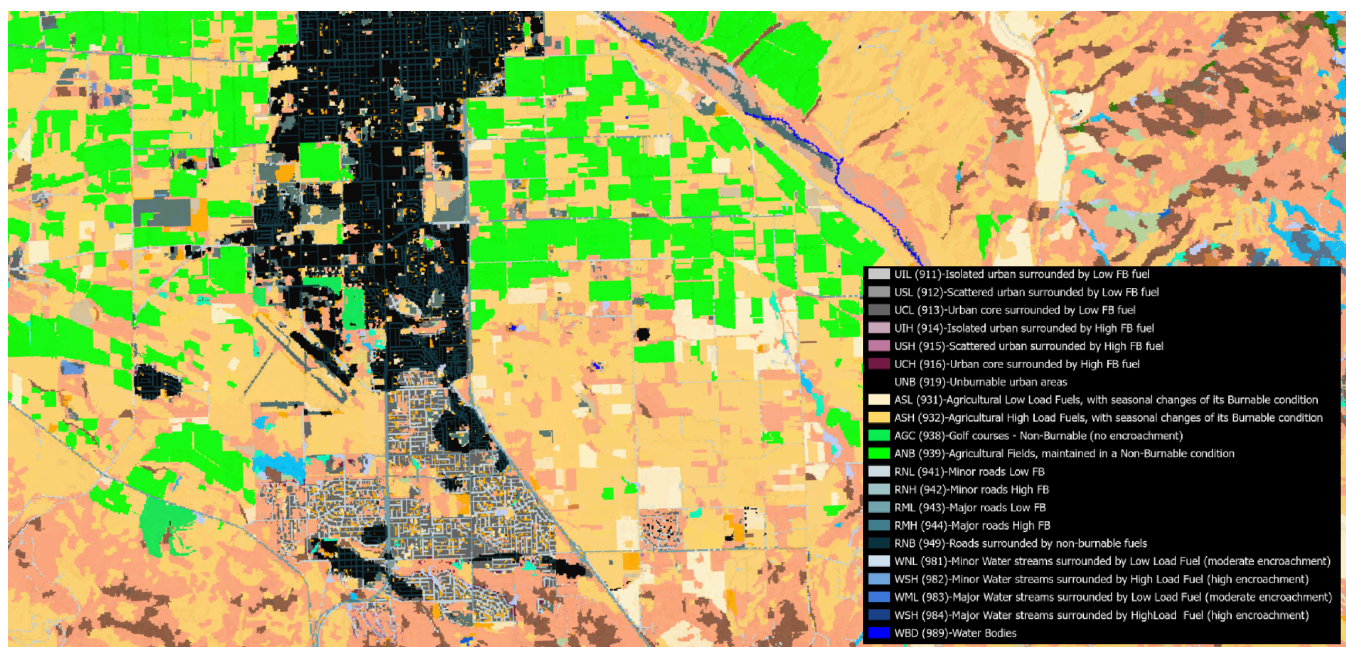 UIL (911)-Isolated urban surrounded by Low FB fuel
USL (912)-Scattered urban surrounded by Low FB fuel
UCL (913)-Urban core surrounded by Low FB fuel
UIH (914)-Isolated urban surrounded by High FB fuel
USH (915)-Scattered urban surrounded by High FB fuel
UCH (916)-Urban core surrounded by High FB fuel
UNB (919)-Unburnable urban areas
ASL (931)-Agricultural Low Load Fuels, with seasonal changes of its Burnable condition
ASH (932)-Agricultural High Load Fuels, with seasonal changes of its Burnable condition
AGC (938)-Golf courses - Non-Burnable (no encroachment)
ANB (939)-Agricultural Fields, maintained in a Non-Burnable condition
RNL (941)-Minor roads Low FB
RNH (942)-Minor roads High FB
RML (943)-Major roads Low FB
RMH (944)-Major roads High FB
RNB (949)-Roads surrounded by non-burnable fuels
WNL (981)-Minor Water streams surrounded by Low Load Fuel (moderate encroachment)
WSH (982)-Minor Water streams surrounded by High Load Fuel (high encroachment)
WML (983)-Major Water streams surrounded by Low Load Fuel (moderate encroachment)
WSH (984)-Major Water streams surrounded by HighLoad Fuel (high encroachment)
WBD (989)-Water Bodies